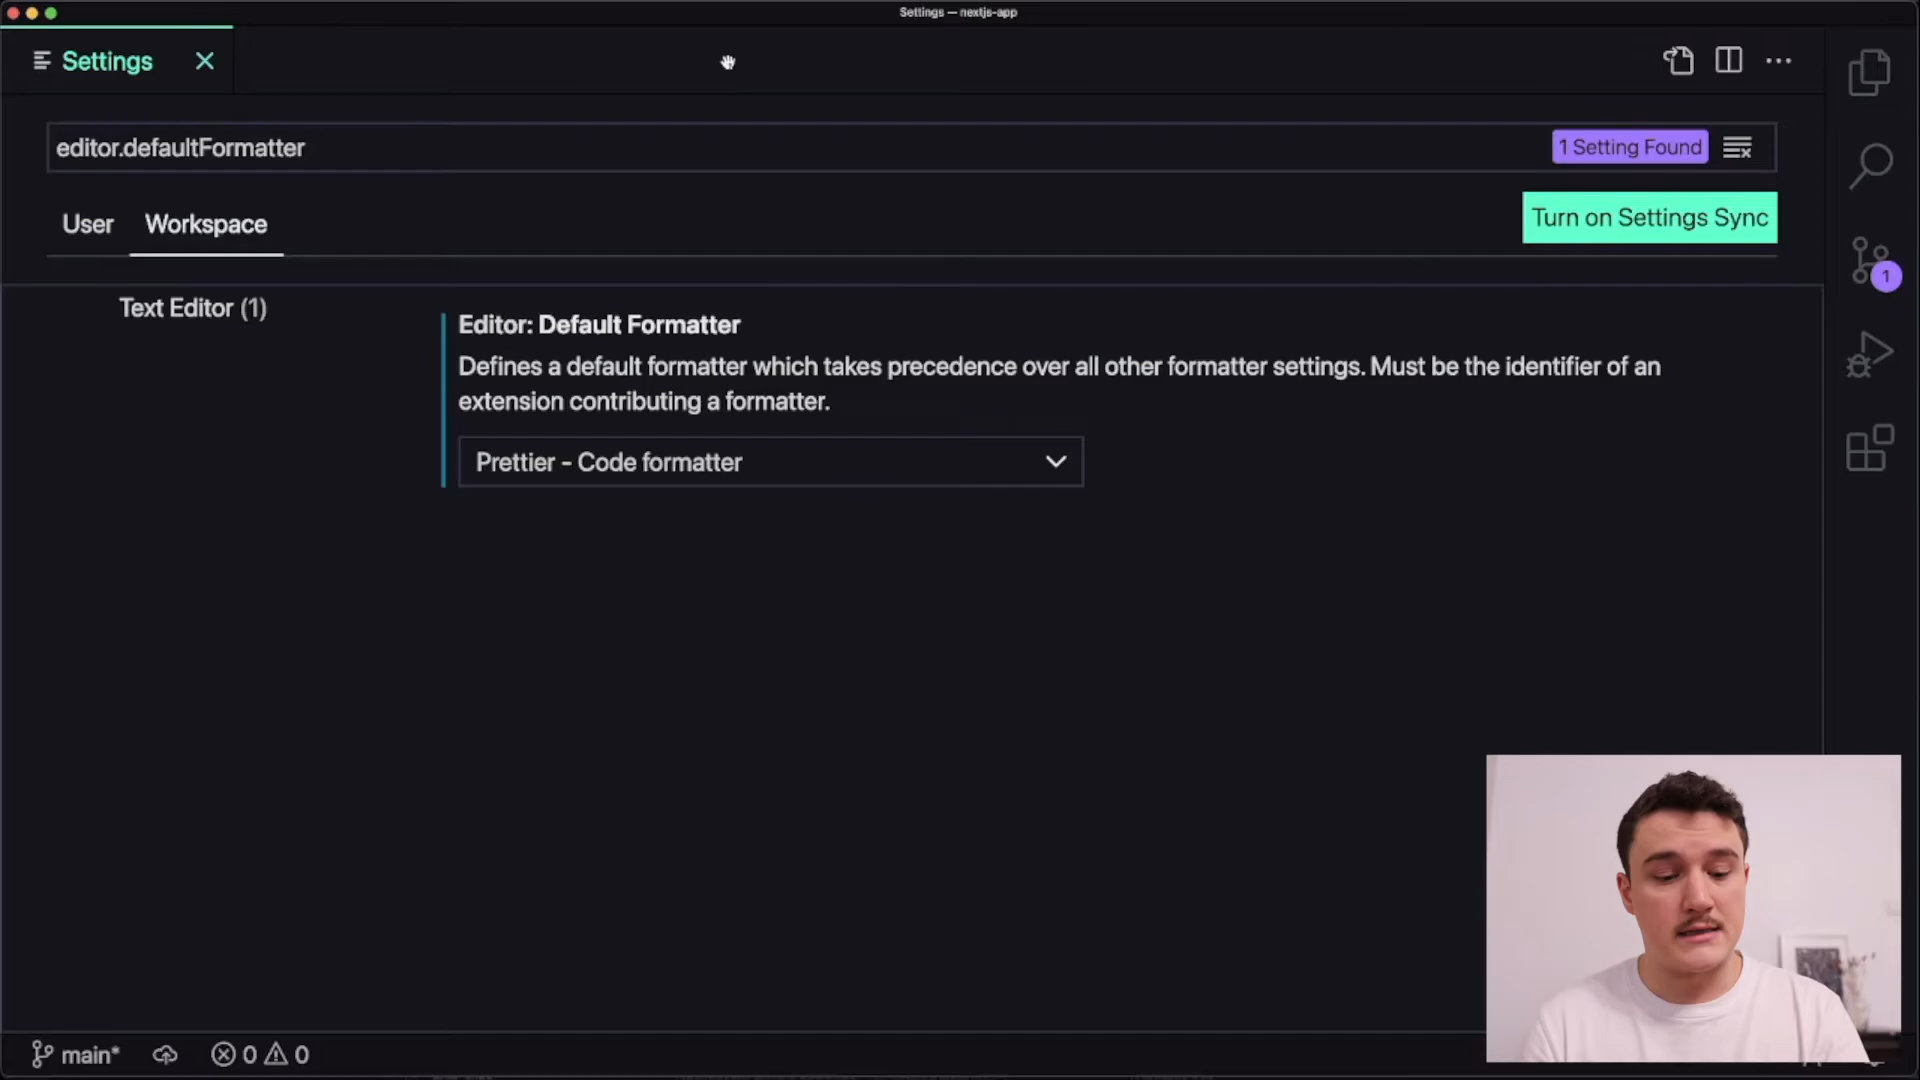 Settings — nextjs-app
Settings
editor.defaultFormatter
1 Setting Found
User
Workspace
Turn on Settings Sync
1
Text Editor (1)
Editor: Default Formatter
Defines a default formatter which takes precedence over all other formatter settings. Must be the identifier of an
extension contributing a formatter.
Prettier - Code formatter
main*
0
0